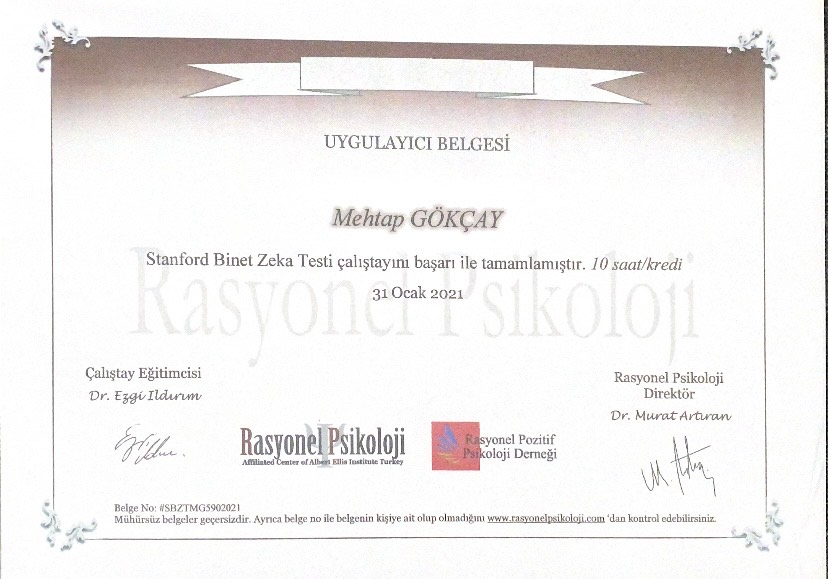 UYGULAYICI BELGESİ
Mehtap GÖKÇAY
Stanford Binet Zeka Testi çalıştayını başarı ile tamamlamıştır. 10 saat/kredi
31 Ocak 2021
Rasyonel Psikoloji
Çalıştay Eğitimcisi
Dr. Ezgi Ildırım
Rasyonel Psikoloji
Direktör
Dr. Murat Artıran
Rasyonel Psikoloji
Affiliated Center of Albert Ellis Institute Turkey
Rasyonel Pozitif
Psikoloji Derneği
Belge No: #SBZTMG5902021
Mühürsüz belgeler geçersizdir. Ayrıca belge no ile belgenin kişiye ait olup olmadığını www.rasyonelpsikoloji.com 'dan kontrol edebilirsiniz.